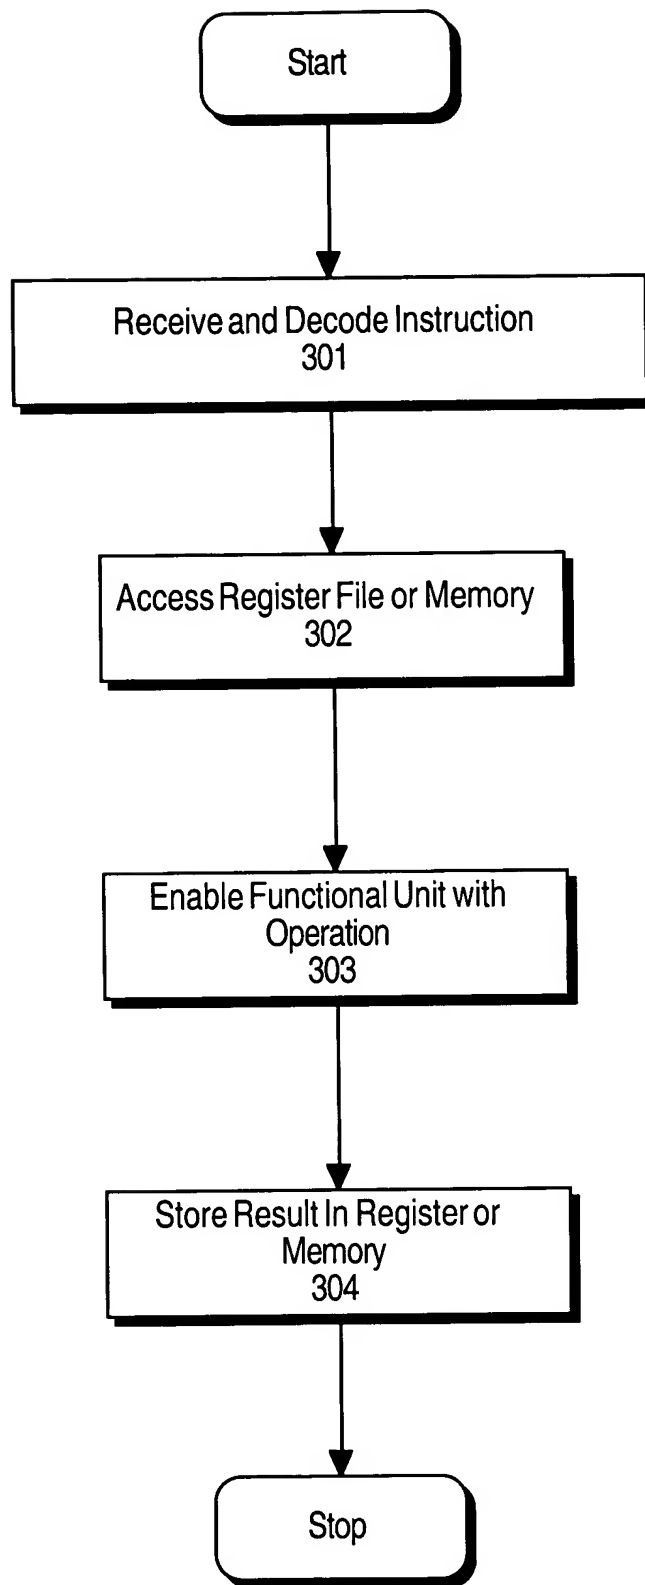 Start
Receive and Decode Instruction
301
Access Register File or Memory
302
Enable Functional Unit with
Operation
303
Store Result In Register or
Memory
304
Stop